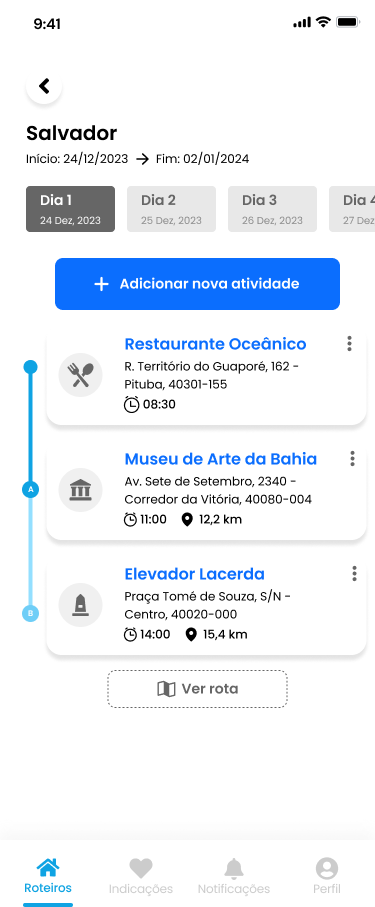 9:41
Salvador
Início: 24/12/2023 → Fim: 02/01/2024
Dia 1 Dia 2 Dia 3 Dia 4
24 Dez, 2023 25 Dez, 2023 26 Dez, 2023 27 Dez
+ Adicionar nova atividade
Restaurante Oceânico
R. Território do Guaporé, 162 -
Pituba, 40301-155
08:30
Museu de Arte da Bahia
A
Av. Sete de Setembro, 2340 -
Corredor da Vitória, 40080-004
11:00 12,2 km
Elevador Lacerda
B
Praça Tomé de Souza, S/N -
Centro, 40020-000
14:00 15,4 km
Ver rota
Roteiros Indicações Notificações Perfil